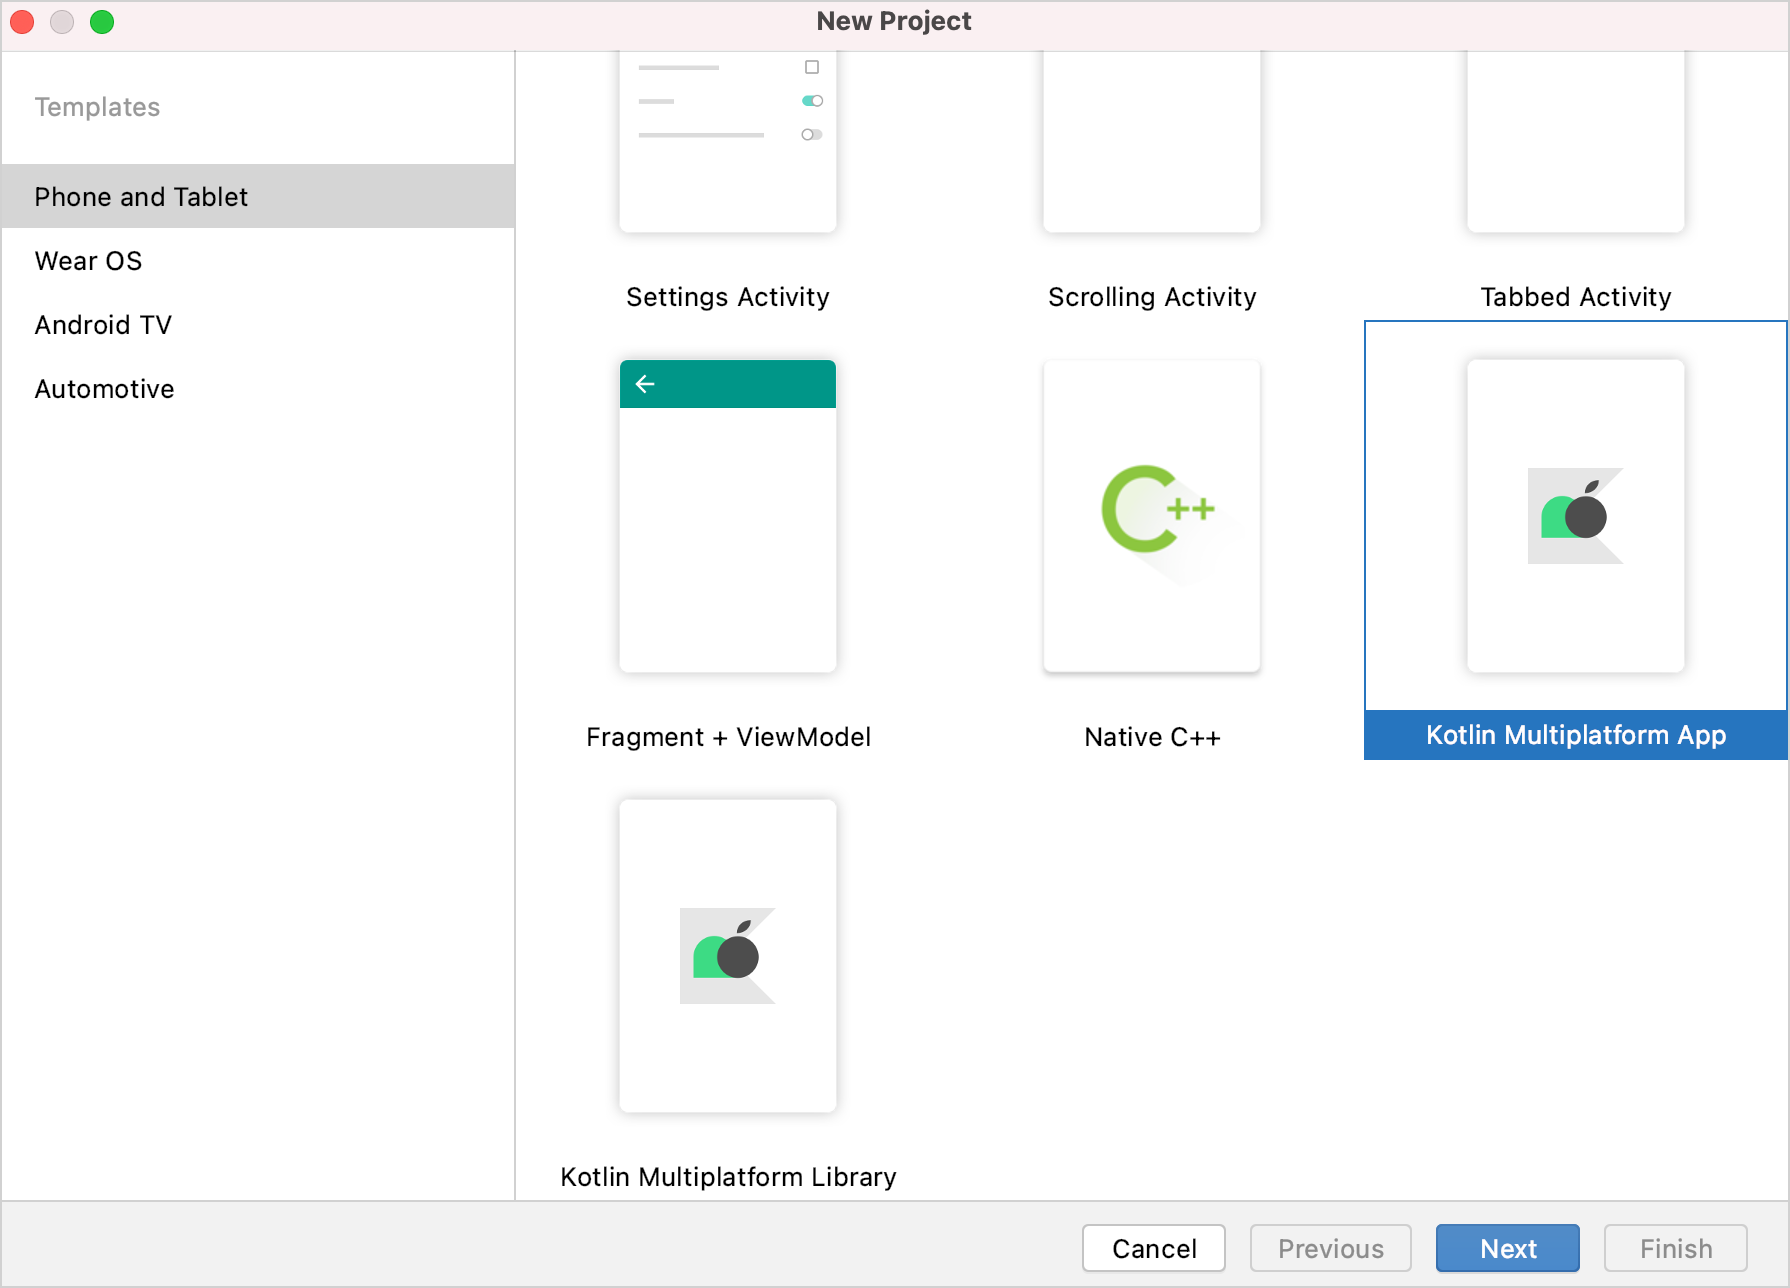 New Project
Templates
Phone and Tablet
Wear OS
Android TV
Automotive
Settings Activity
Scrolling Activity
Tabbed Activity
C++
Fragment + ViewModel
Native C++
Kotlin Multiplatform App
Kotlin Multiplatform Library
Cancel
Previous
Next
Finish